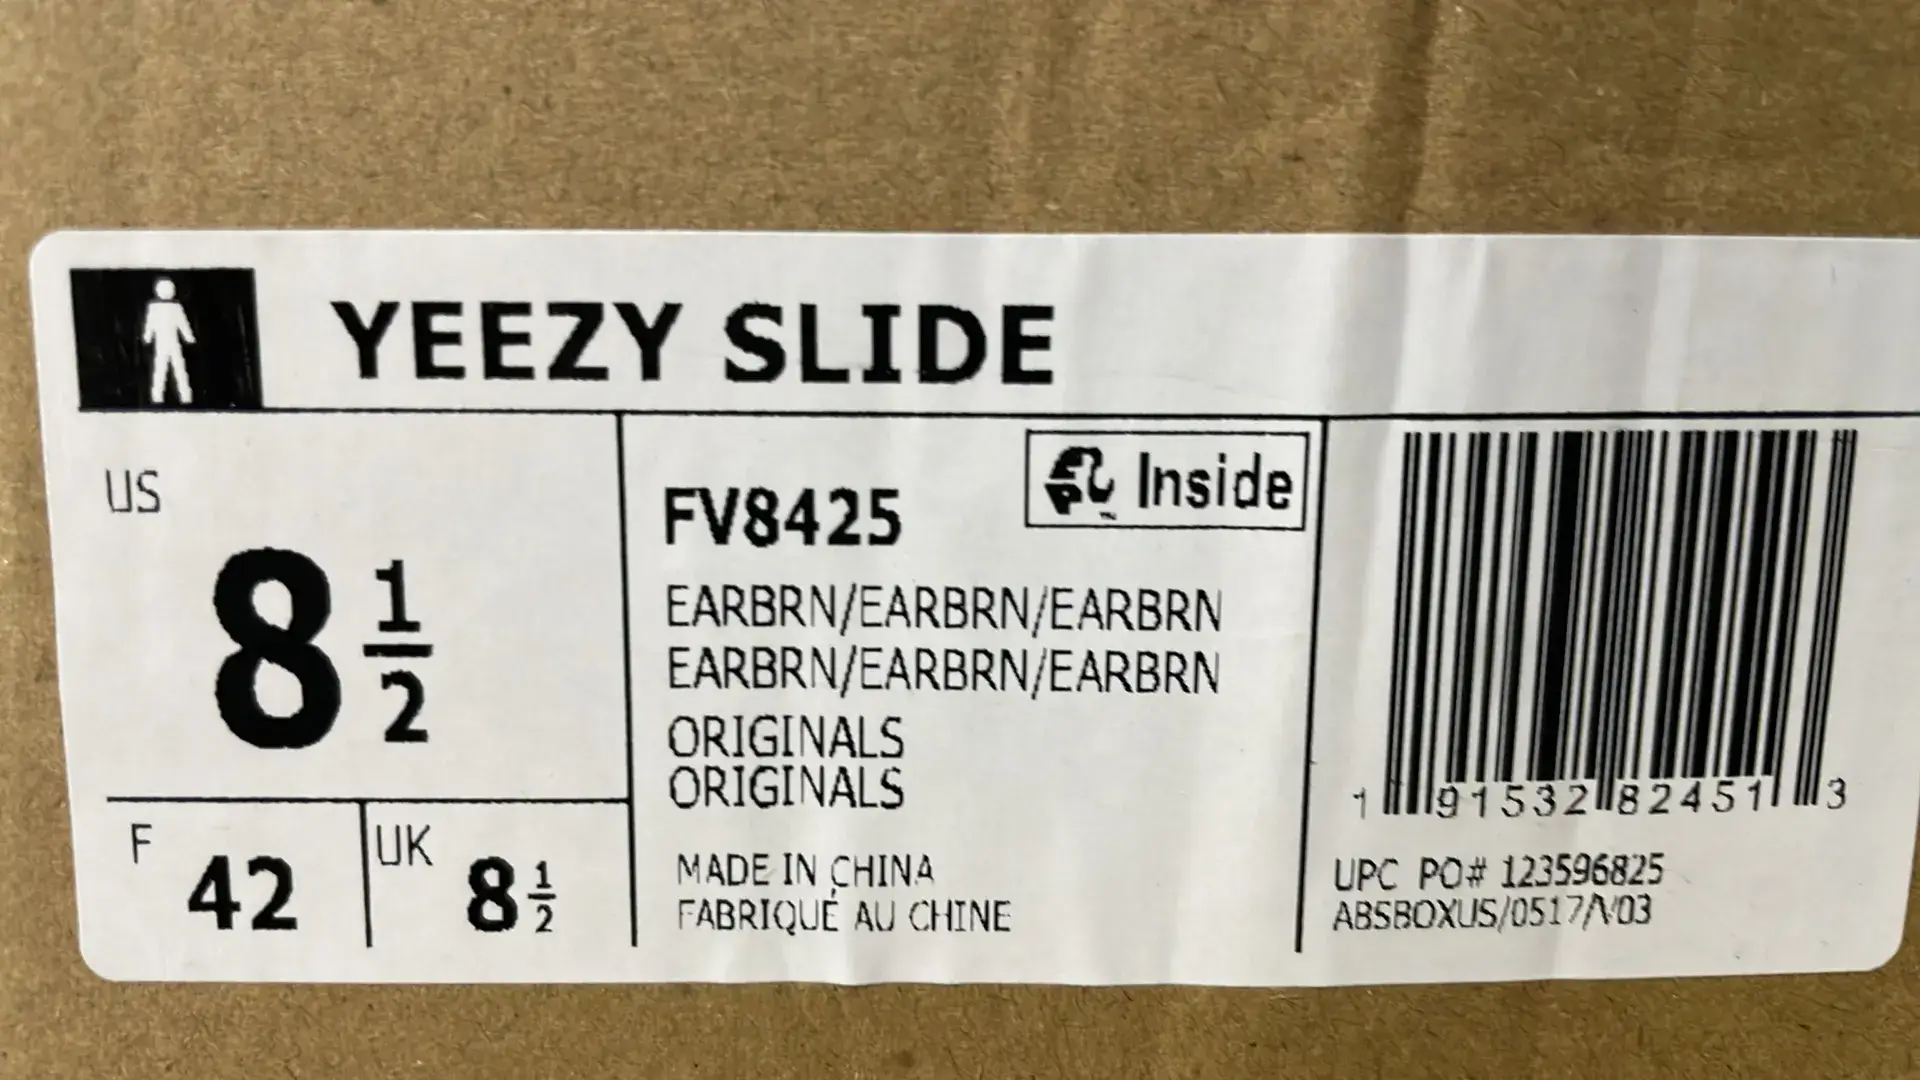 YEEZY SLIDE
US
8 1/2
F 42
UK 8 1/2
FV8425
Inside
EARBRN/EARBRN/EARBRN
EARBRN/EARBRN/EARBRN
ORIGINALS
ORIGINALS
MADE IN CHINA
FABRIQUÉ AU CHINE
1 91532 82451 3
UPC PO# 123596825
ABSBOXUS/0517/V03